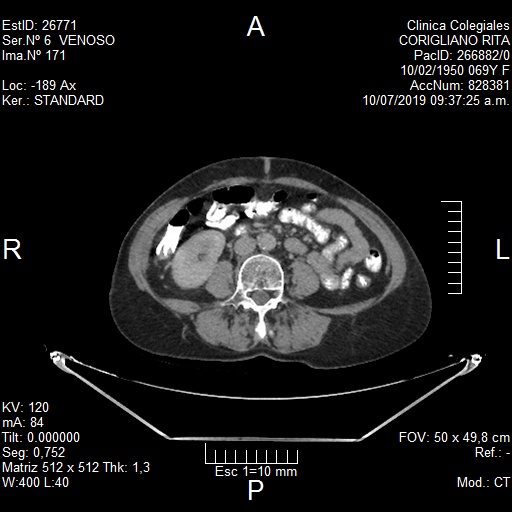 EstID: 26771
Ser.Nº 6 VENOSO
Ima.Nº 171
Loc: -189 Ax
Ker.: STANDARD
A
Clinica Colegiales
CORIGLIANO RITA
PacID: 266882/0
10/02/1950 069Y F
AccNum: 828381
10/07/2019 09:37:25 a.m.
R
L
KV: 120
mA: 84
Tilt: 0.000000
Seg: 0,752
Matriz 512 x 512 Thk: 1,3
W:400 L:40
Esc 1=10 mm
P
FOV: 50 x 49,8 cm
Ref.: -
Mod.: CT